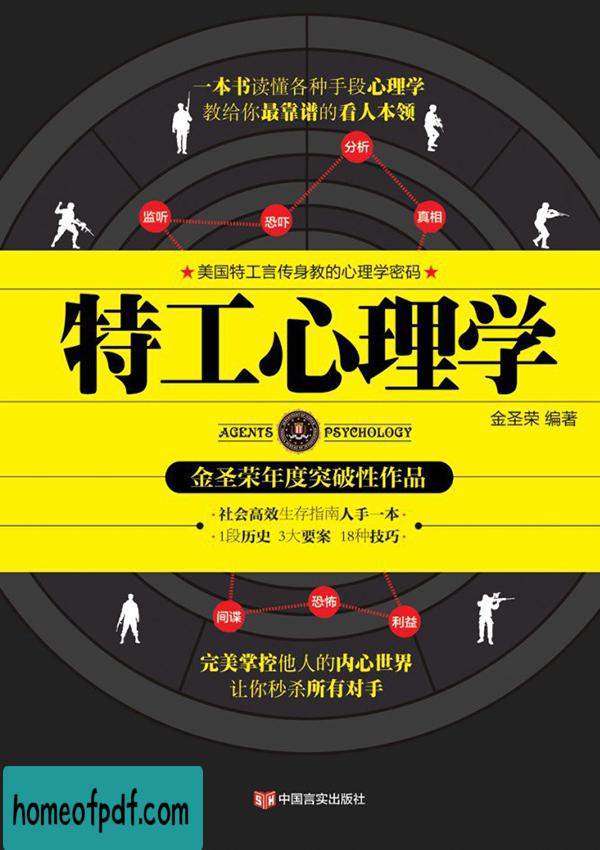 一本书读懂各种手段心理学
教给你最靠谱的看人本领
分析
监听
恐吓
真相
★美国特工言传身教的心理学密码★
特工心理学
金圣荣 编著
AGENTS PSYCHOLOGY
金圣荣年度突破性作品
·社会高效生存指南人手一本·
·1段历史 3大要案 18种技巧·
间谍
恐怖
利益
完美掌控他人的内心世界
让你秒杀所有对手
中国言实出版社
homeofpdf.com